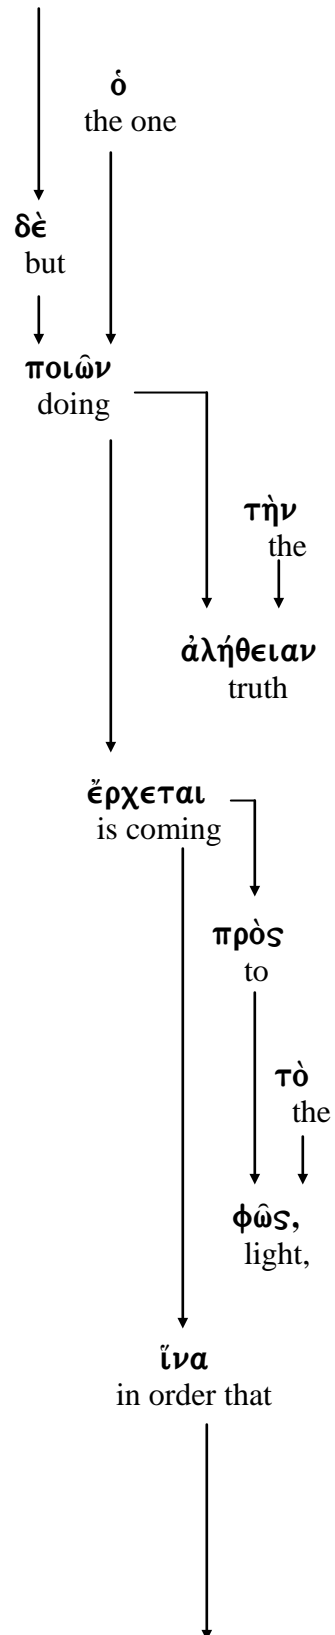 ὁ
the one
δὲ
but
ποιῶν
doing
τὴν
the
ἀλήθειαν
truth
ἔρχεται
is coming
πρὸς
to
τὸ
the
φῶς,
light,
ἵνα
in order that